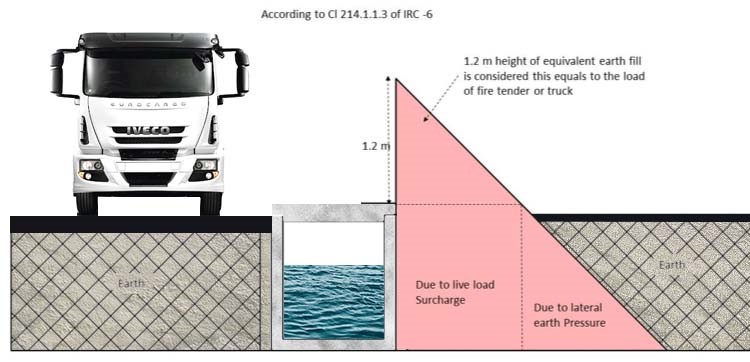 According to Cl 214.1.1.3 of IRC -6
1.2 m height of equivalent earth fill
is considered this equals to the load
of fire tender or truck
EUROCARGO
IVECO
1.2 m
Earth
Earth
Due to live load
Surcharge
Due to lateral
earth Pressure